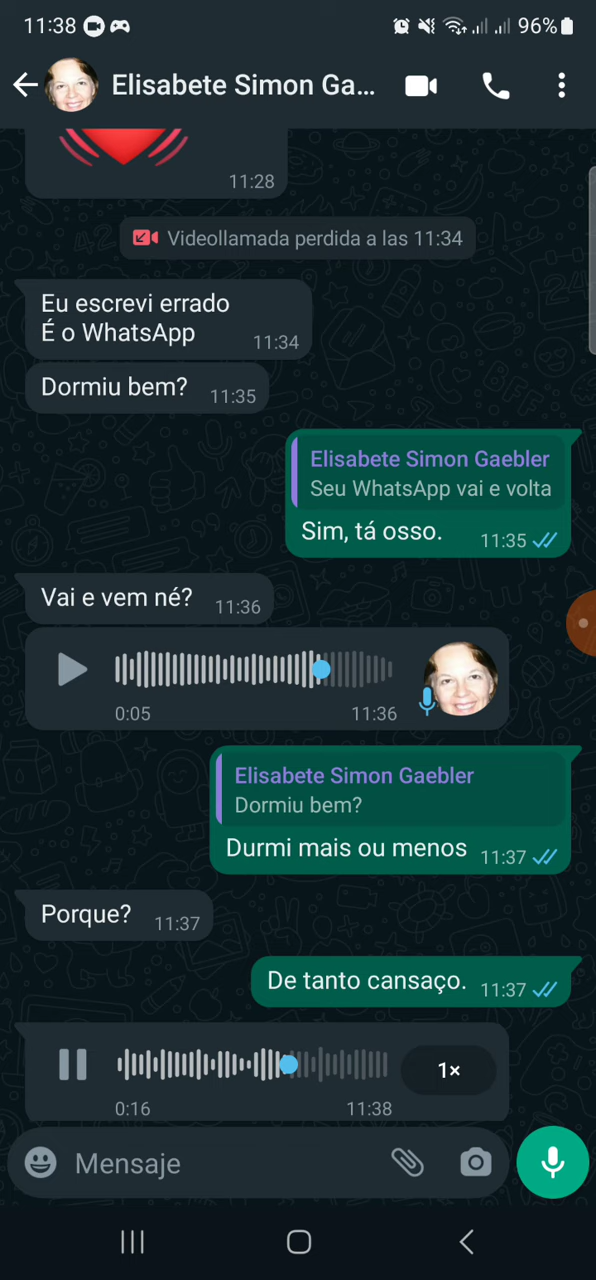 11:38
96%
Elisabete Simon Ga...
11:28
Videollamada perdida a las 11:34
Eu escrevi errado
É o WhatsApp
11:34
Dormiu bem?
11:35
Elisabete Simon Gaebler
Seu WhatsApp vai e volta
Sim, tá osso.
11:35
Vai e vem né?
11:36
0:05
11:36
Elisabete Simon Gaebler
Dormiu bem?
Durmi mais ou menos
11:37
Porque?
11:37
De tanto cansaço.
11:37
1×
0:16
11:38
Mensaje